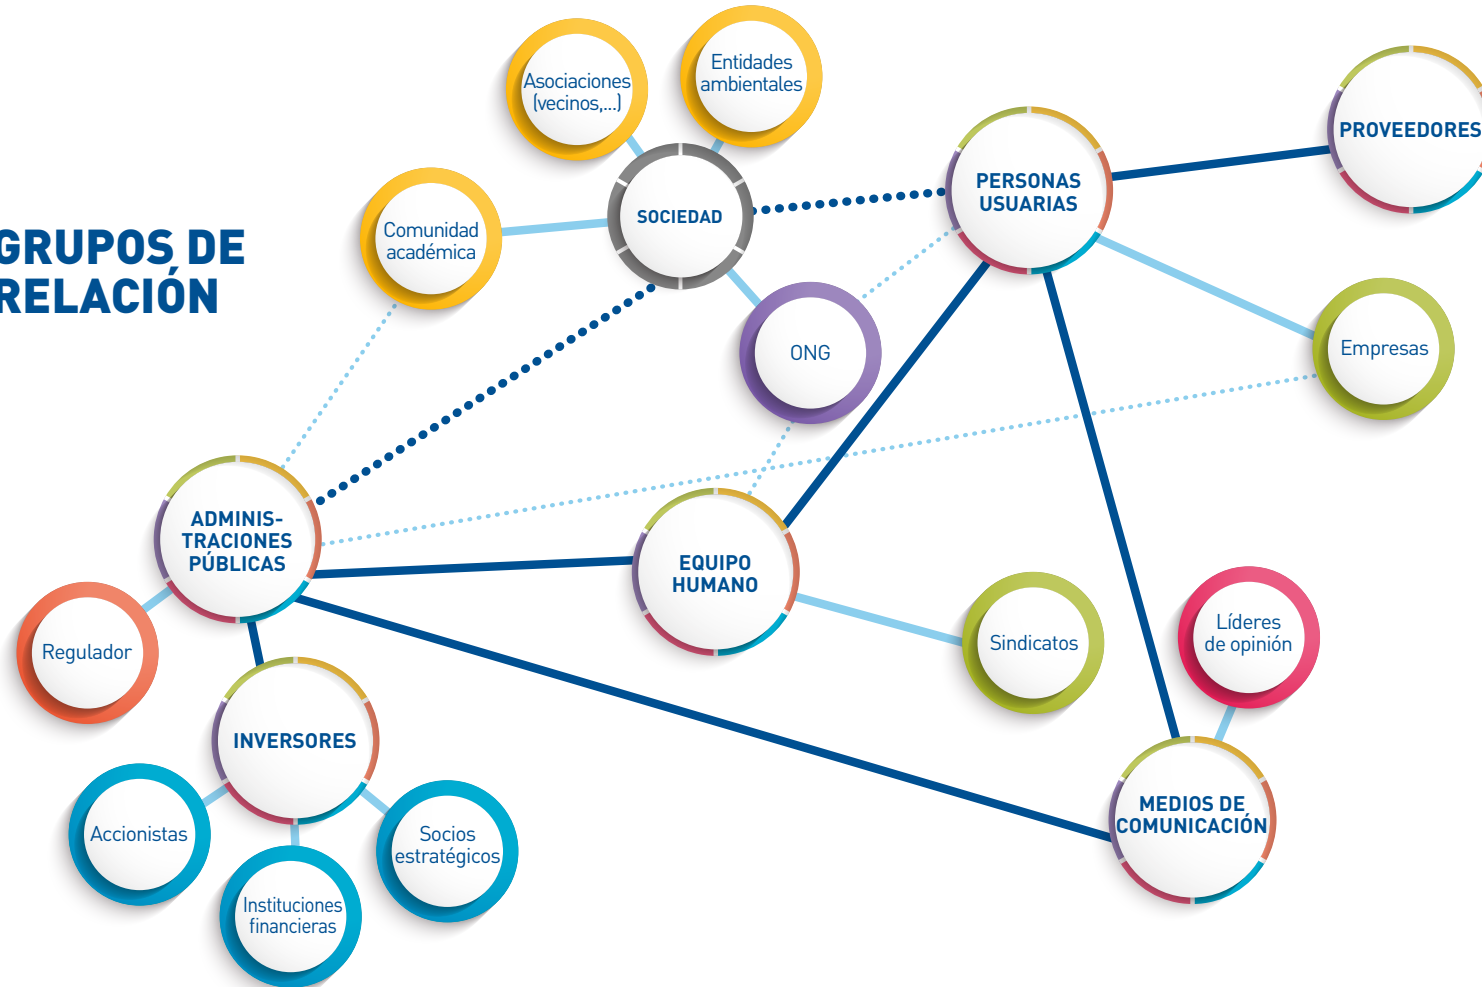 GRUPOS DE
RELACIÓN
Asociaciones
(vecinos,...)
Entidades
ambientales
Comunidad
académica
SOCIEDAD
PERSONAS
USUARIAS
PROVEEDORES
ONG
Empresas
ADMINIS-
TRACIONES
PÚBLICAS
EQUIPO
HUMANO
Regulador
Sindicatos
Líderes
de opinión
INVERSORES
MEDIOS DE
COMUNICACIÓN
Accionistas
Socios
estratégicos
Instituciones
financieras